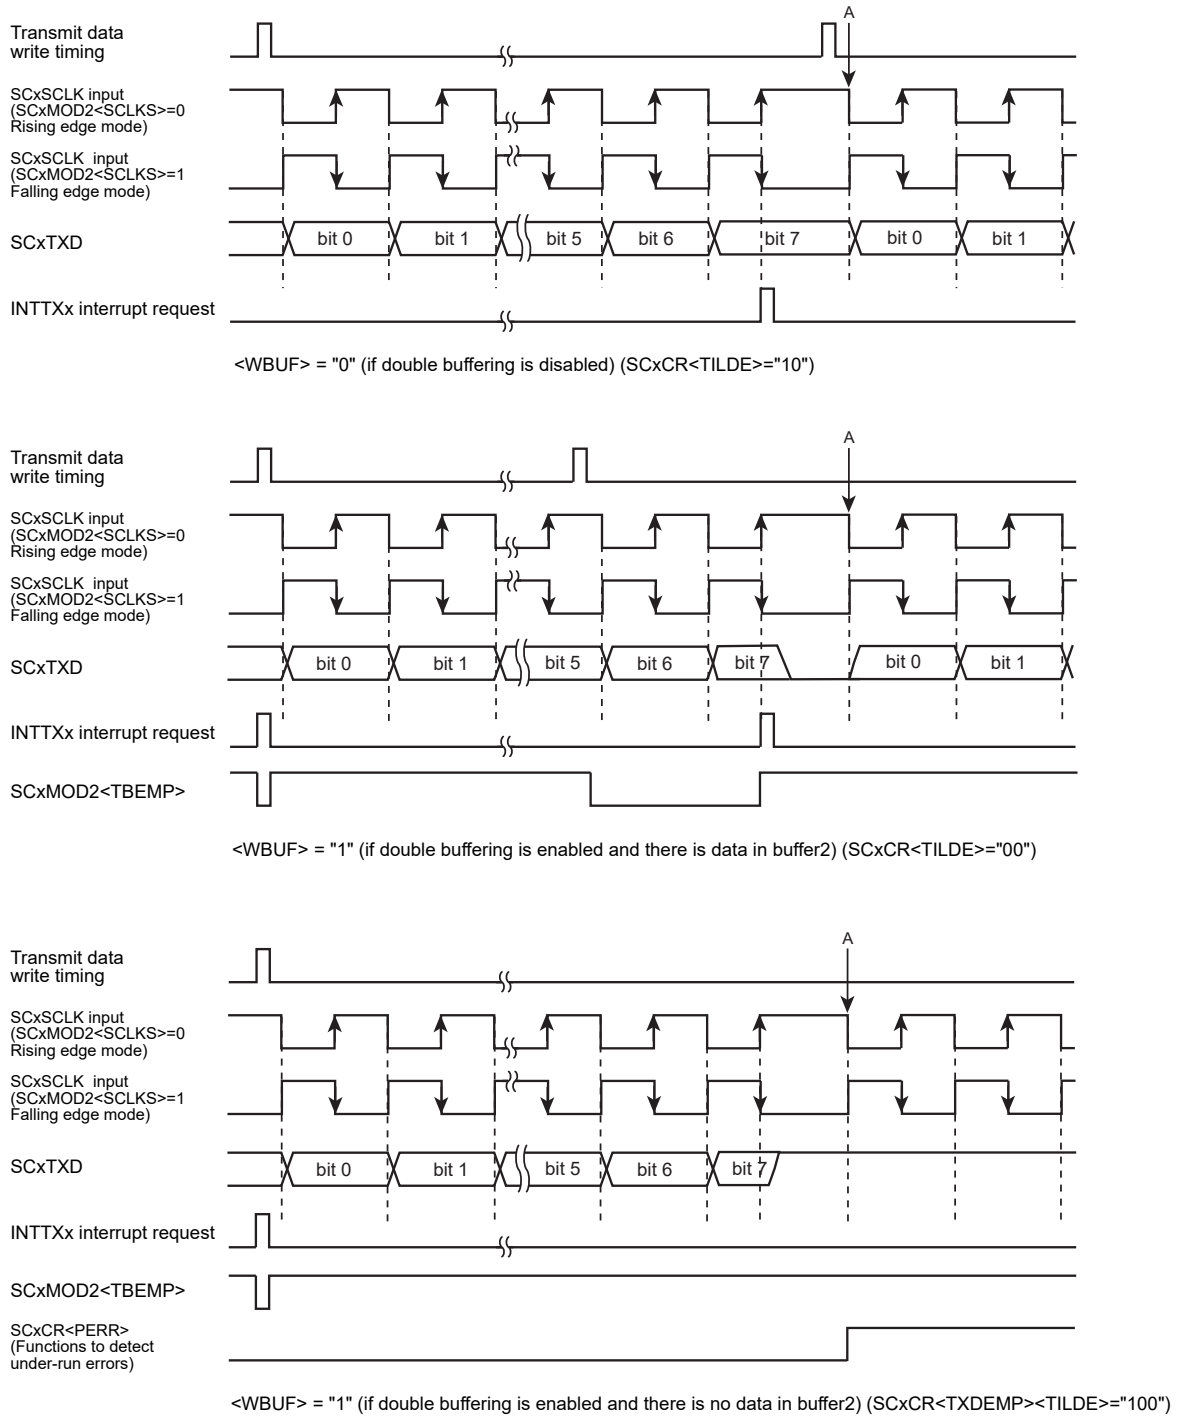 A
Transmit data
write timing
SCxSCLK input
(SCxMOD2<SCLKS>=0
Rising edge mode)
SCxSCLK input
(SCxMOD2<SCLKS>=1
Falling edge mode)
SCxTXD
bit 0 bit 1 bit 5 bit 6 bit 7 bit 0 bit 1
INTTXx interrupt request
<WBUF> = "0" (if double buffering is disabled) (SCxCR<TILDE>="10")
A
Transmit data
write timing
SCxSCLK input
(SCxMOD2<SCLKS>=0
Rising edge mode)
SCxSCLK input
(SCxMOD2<SCLKS>=1
Falling edge mode)
SCxTXD
bit 0 bit 1 bit 5 bit 6 bit 7 bit 0 bit 1
INTTXx interrupt request
SCxMOD2<TBEMP>
<WBUF> = "1" (if double buffering is enabled and there is data in buffer2) (SCxCR<TILDE>="00")
A
Transmit data
write timing
SCxSCLK input
(SCxMOD2<SCLKS>=0
Rising edge mode)
SCxSCLK input
(SCxMOD2<SCLKS>=1
Falling edge mode)
SCxTXD
bit 0 bit 1 bit 5 bit 6 bit 7
INTTXx interrupt request
SCxMOD2<TBEMP>
SCxCR<PERR>
(Functions to detect
under-run errors)
<WBUF> = "1" (if double buffering is enabled and there is no data in buffer2) (SCxCR<TXDEMP><TILDE>="100")